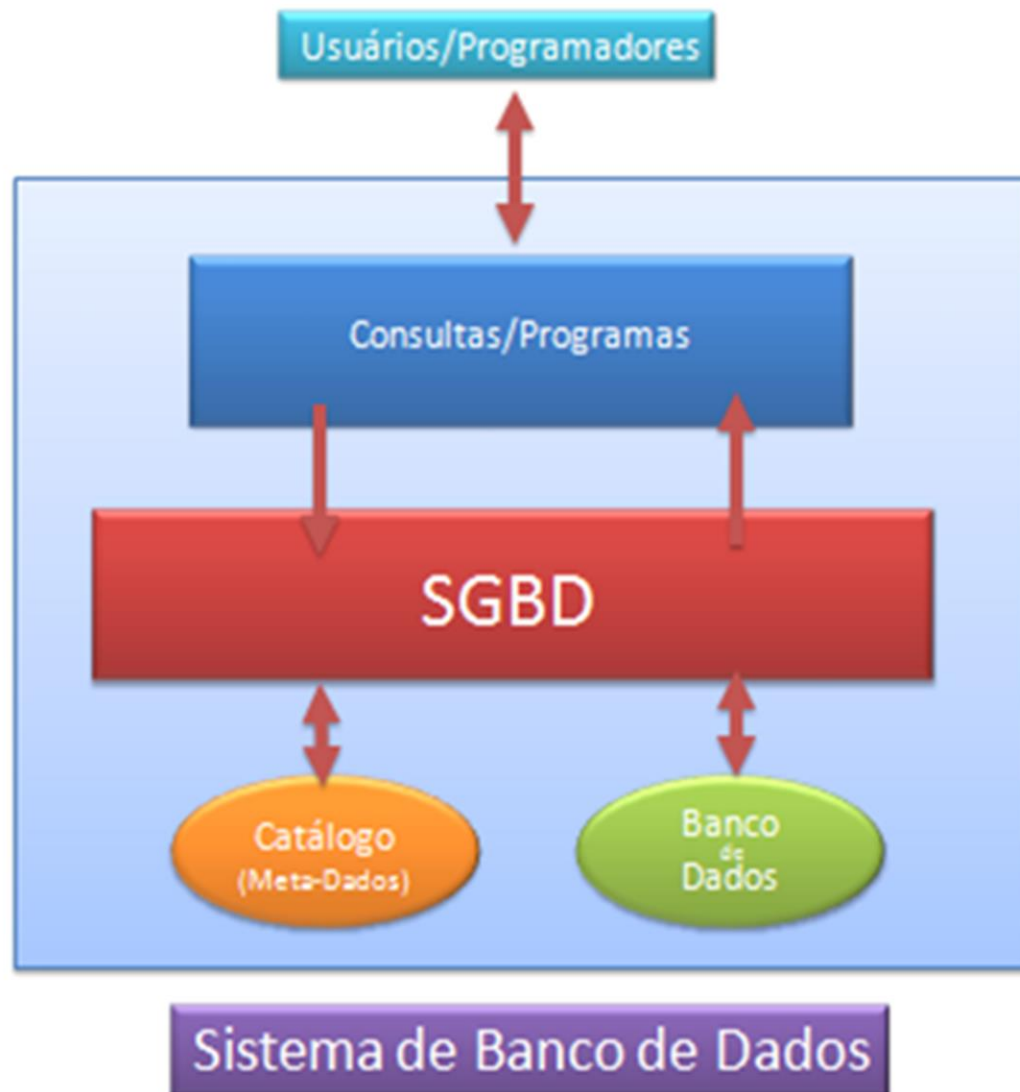 Usuários/Programadores
Consultas/Programas
SGBD
Catálogo
(Meta-Dados)
Banco
de
Dados
Sistema de Banco de Dados